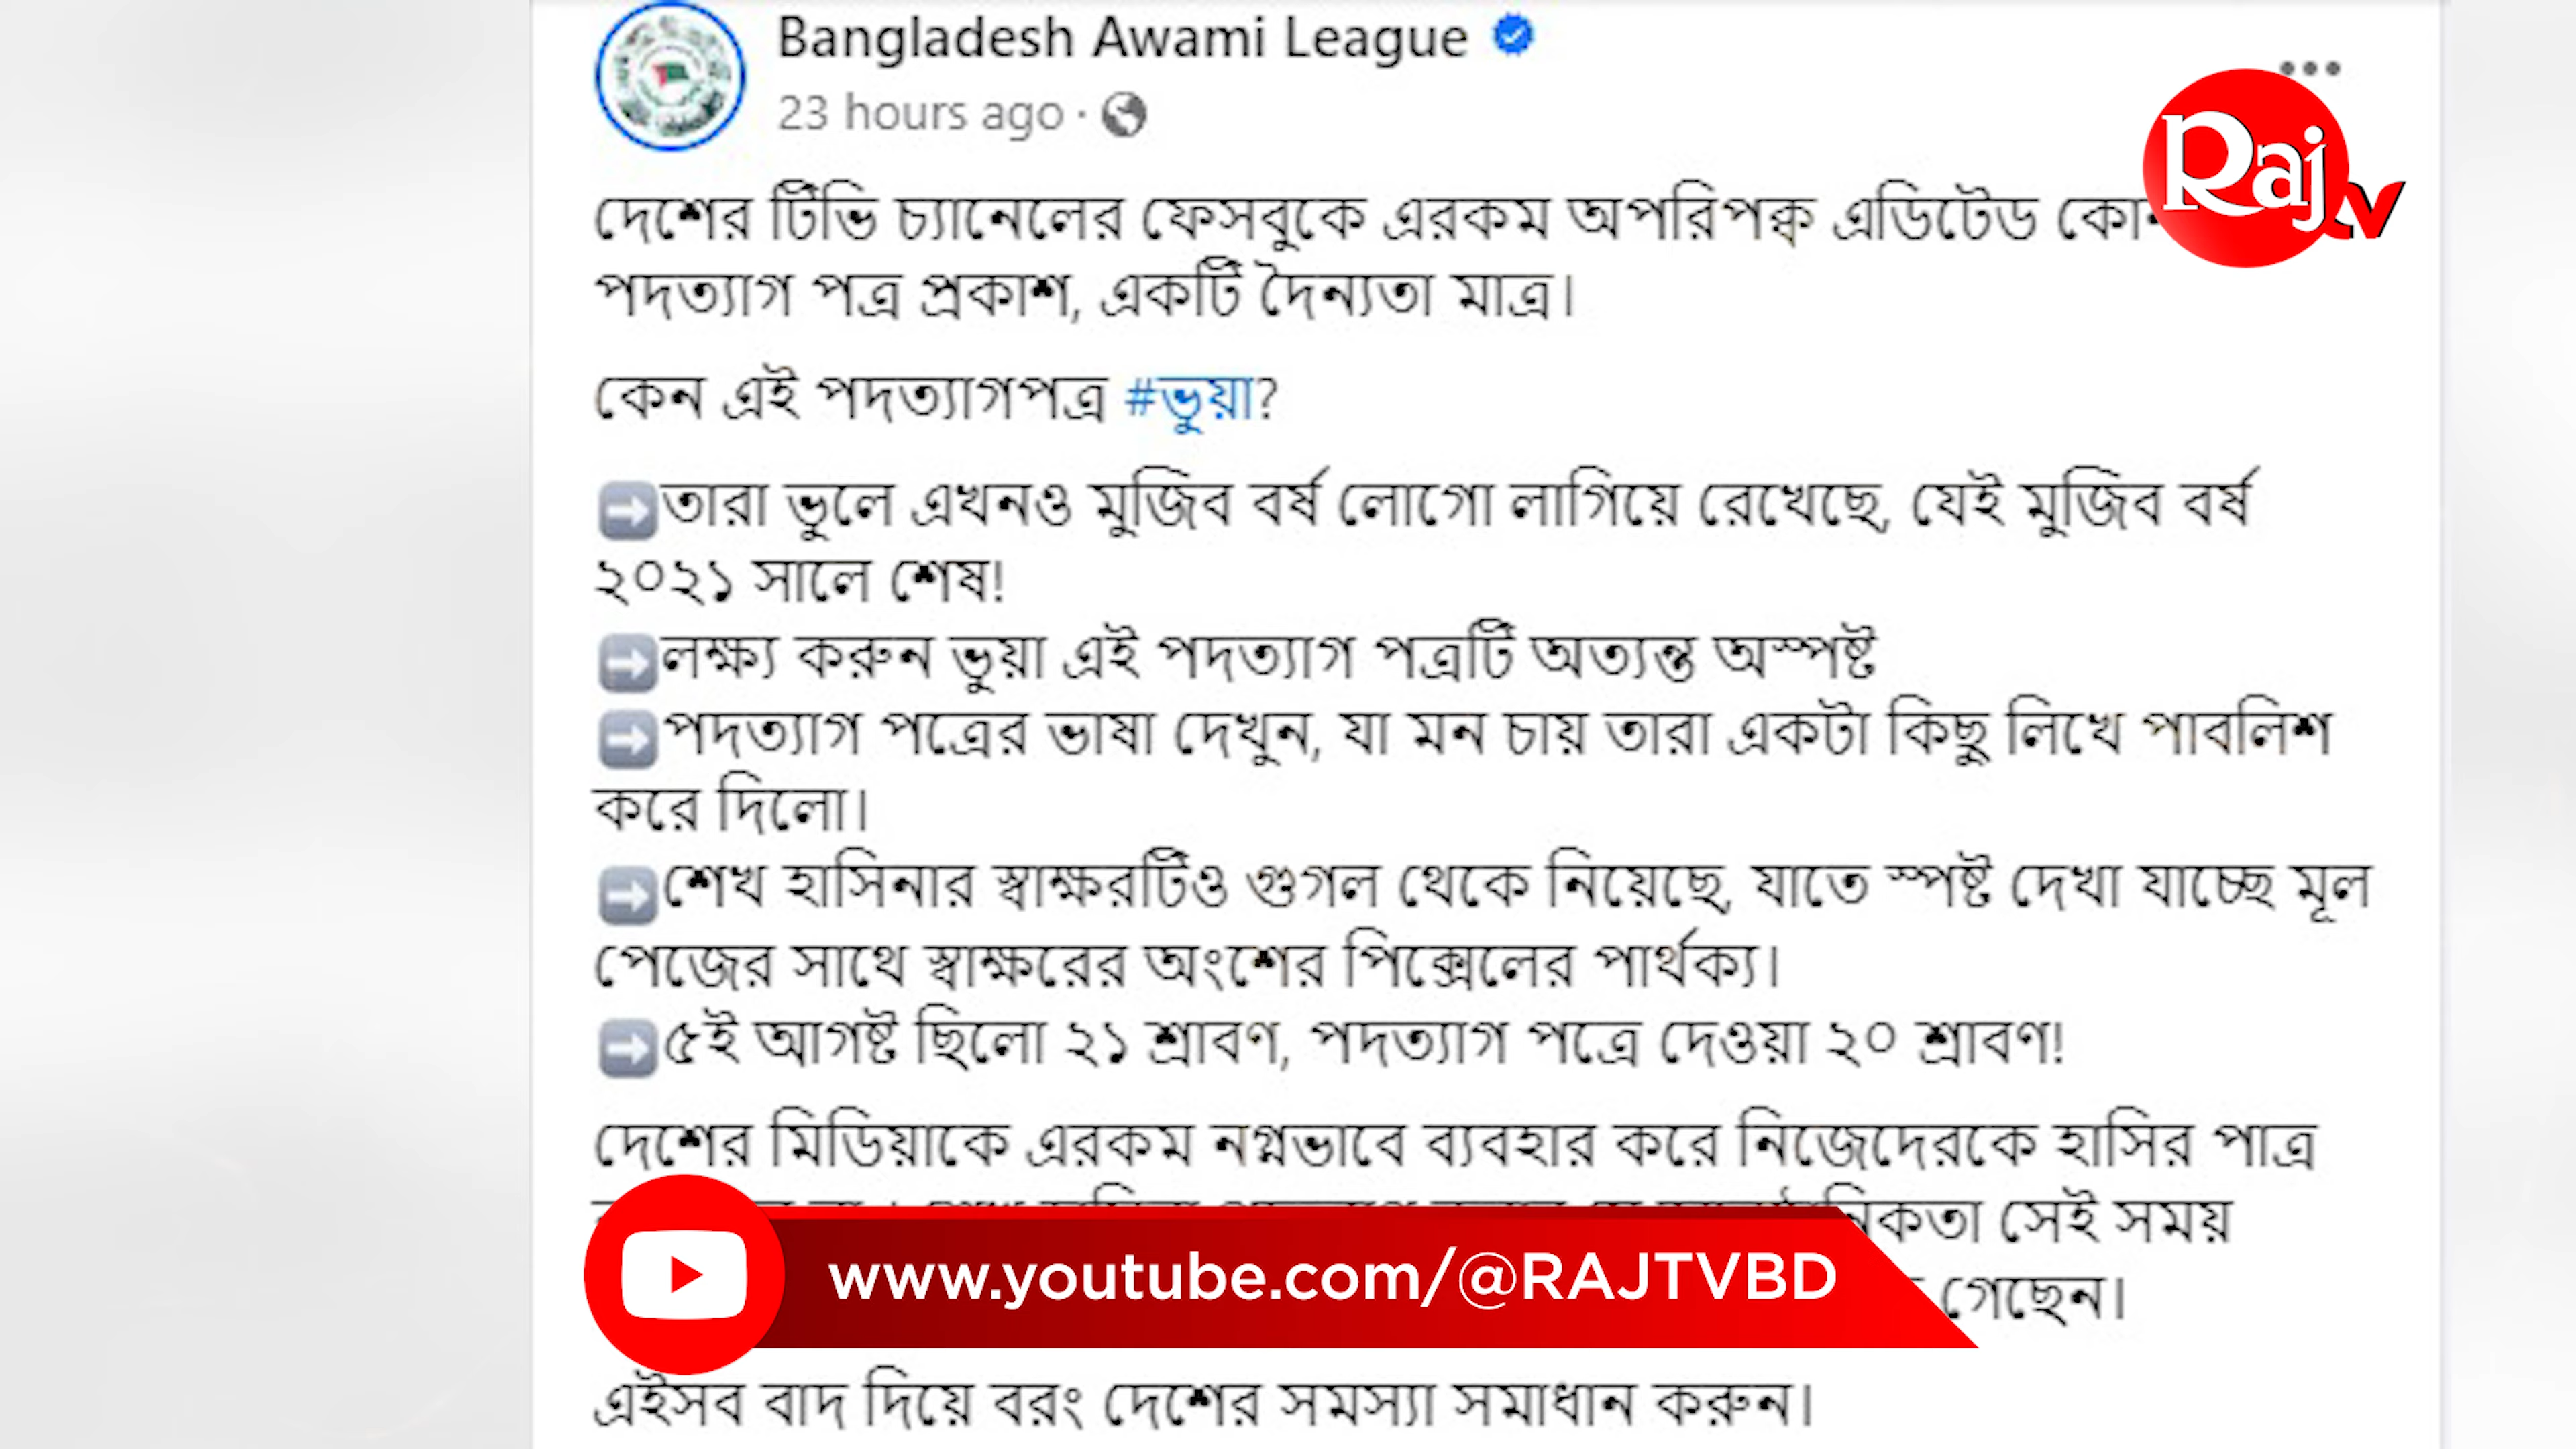 Bangladesh Awami League
23 hours ago ·
Raj tv
দেশের টিভি চ্যানেলের ফেসবুকে এরকম অপরিপক্ব এডিটেড
পদত্যাগ পত্র প্রকাশ, একটি দৈন্যতা মাত্র।
কেন এই পদত্যাগপত্র #ভুয়া?
➡তারা ভুলে এখনও মুজিব বর্ষ লোগো লাগিয়ে রেখেছে, যেই মুজিব বর্ষ
২০২১ সালে শেষ!
➡লক্ষ্য করুন ভুয়া এই পদত্যাগ পত্রটি অত্যন্ত অস্পষ্ট
➡পদত্যাগ পত্রের ভাষা দেখুন, যা মন চায় তারা একটা কিছু লিখে পাবলিশ
করে দিলো।
➡শেখ হাসিনার স্বাক্ষরটিও গুগল থেকে নিয়েছে, যাতে স্পষ্ট দেখা যাচ্ছে মূল
পেজের সাথে স্বাক্ষরের অংশের পিক্সেলের পার্থক্য।
➡৫ই আগষ্ট ছিলো ২১ শ্রাবণ, পদত্যাগ পত্রে দেওয়া ২০ শ্রাবণ!
দেশের মিডিয়াকে এরকম নগ্নভাবে ব্যবহার করে নিজেদেরকে হাসির পাত্র
সেই সময়
গেছেন।
www.youtube.com/@RAJTVBD
এইসব বাদ দিয়ে বরং দেশের সমস্যা সমাধান করুন।